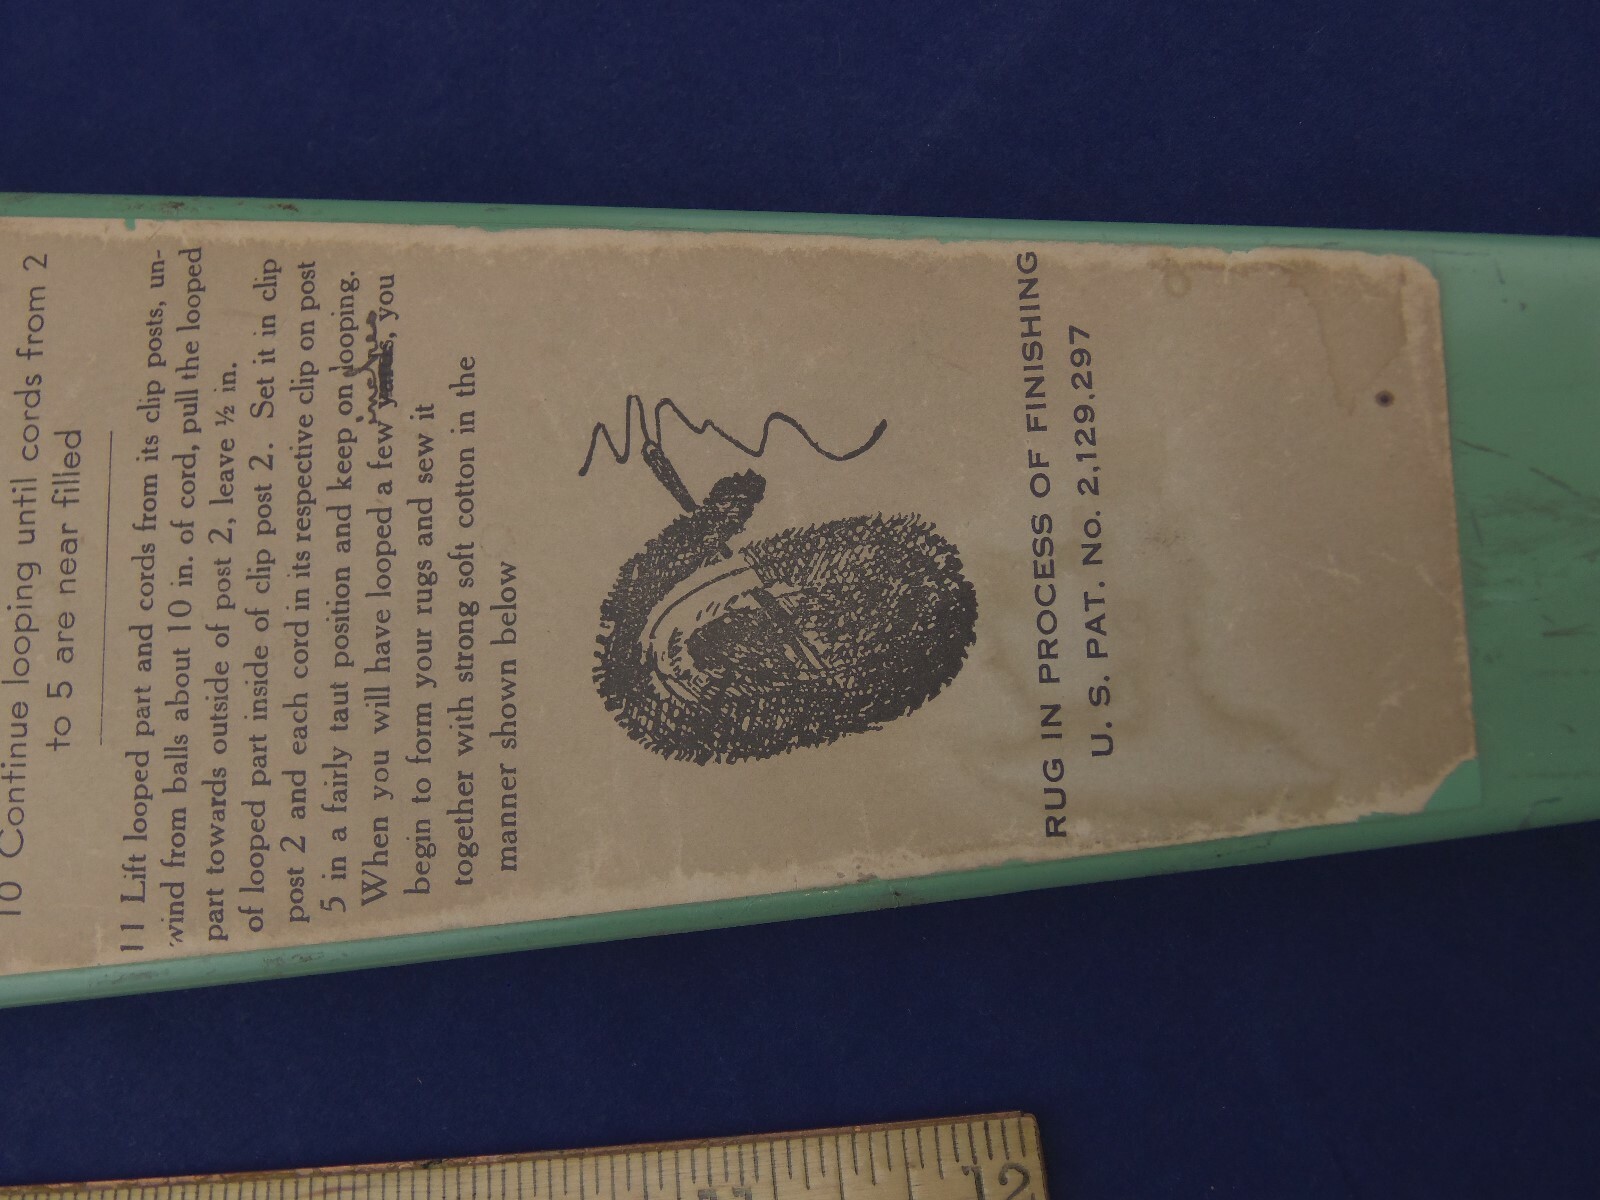 10 Continue looping until cords from 2
to 5 are near filled
11 Lift looped part and cords from its clip posts, un-
wind from balls about 10 in. of cord, pull the looped
part towards outside of post 2, leave ½ in.
of looped part inside of clip post 2. Set it in clip
post 2 and each cord in its respective clip on post
5 in a fairly taut position and keep on looping.
inches
When you will have looped a few yards, you
begin to form your rugs and sew it
together with strong soft cotton in the
manner shown below
RUG IN PROCESS OF FINISHING
U. S. PAT. NO. 2,129.297
12